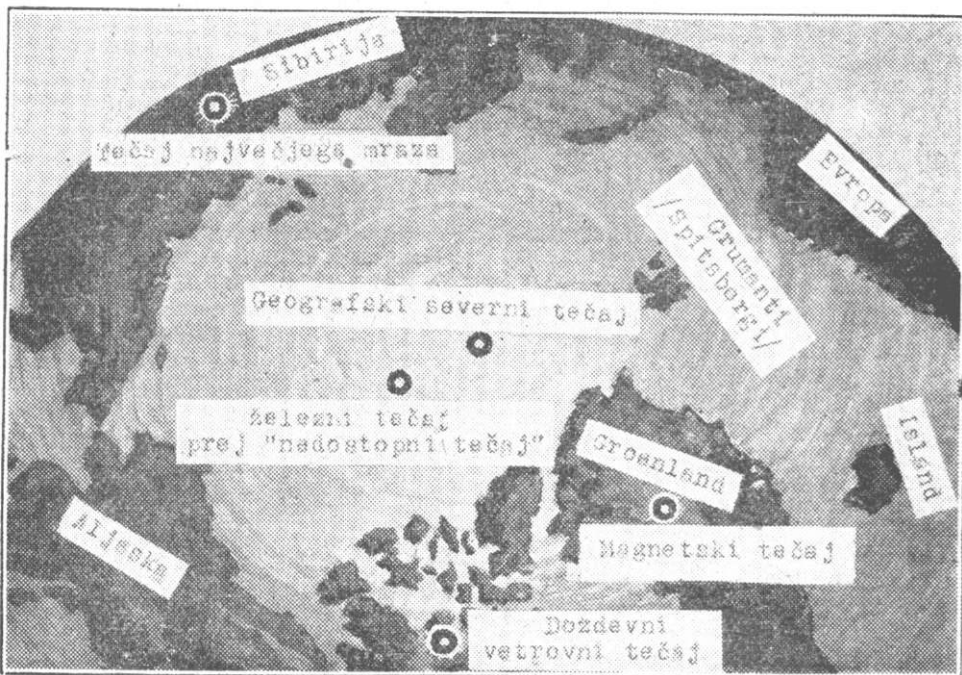 Sibirija
Tečaj največjega mraza
Evropa
Grumanti
/Spitsbergi/
Geografski severni tečaj
Železni tečaj
prej "nedostopni tečaj"
Groenland
Island
Aljaska
Magnetski tečaj
Doždevni
vetrovni tečaj